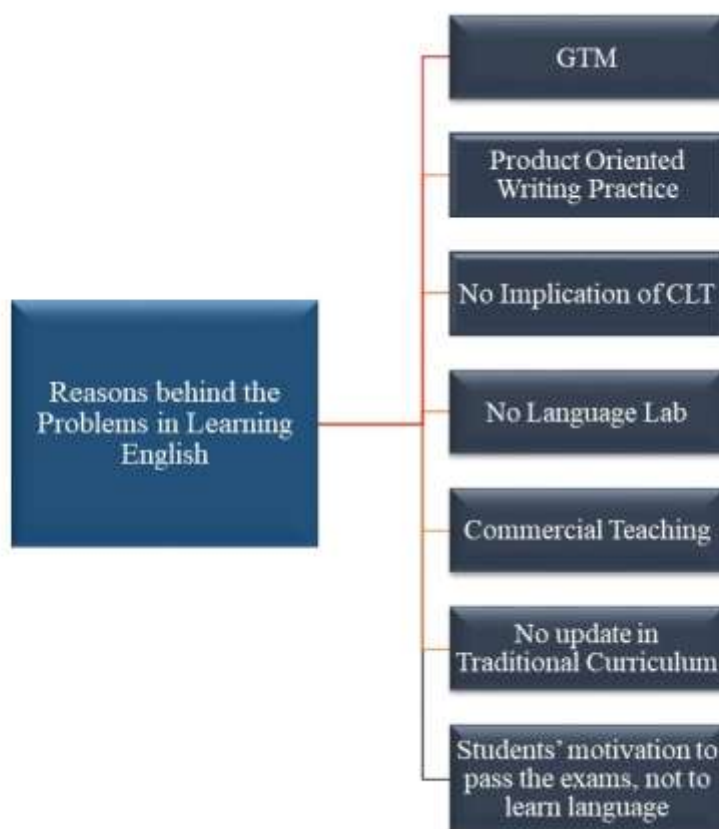 Reasons behind the
Problems in Learning
English
GTM
Product Oriented
Writing Practice
No Implication of CLT
No Language Lab
Commercial Teaching
No update in
Traditional Curriculum
Students’ motivation to
pass the exams, not to
learn language